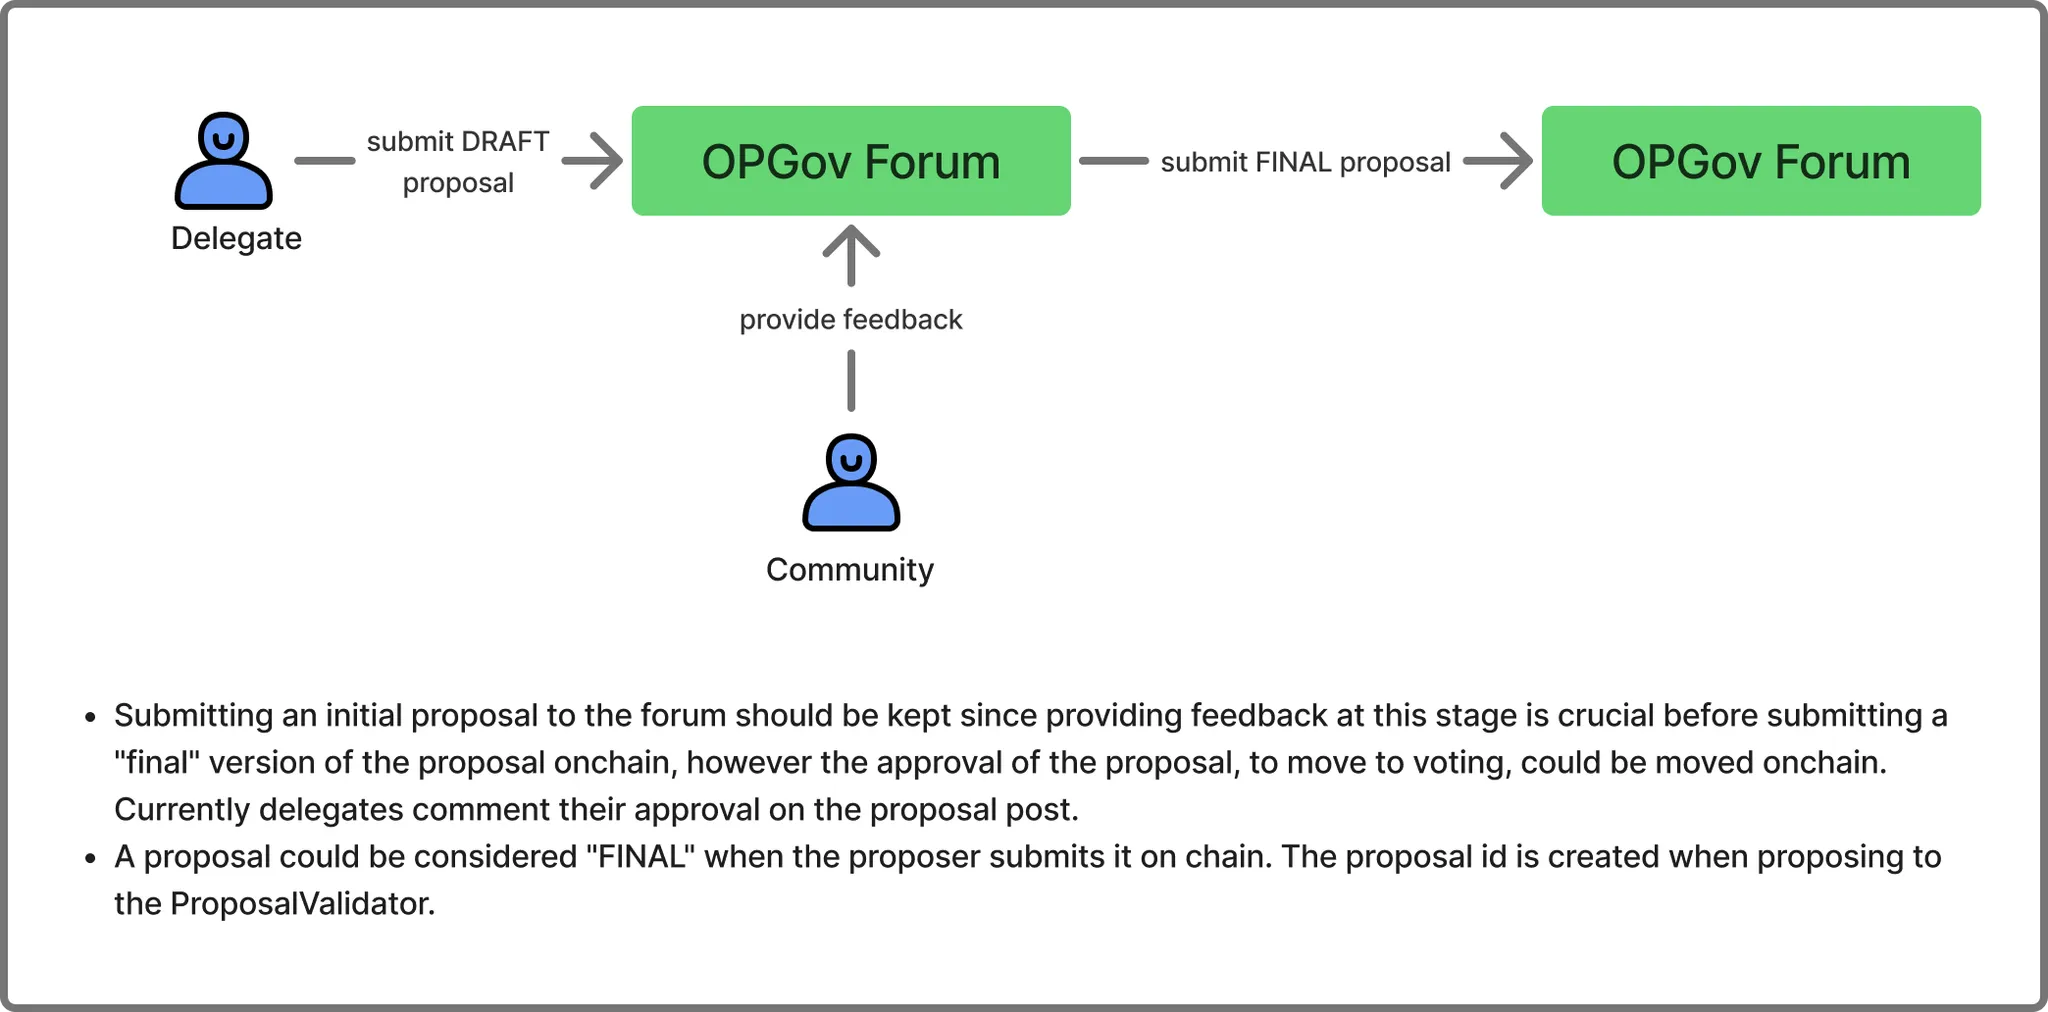 submit DRAFT
proposal
OPGov Forum
submit FINAL proposal
OPGov Forum
Delegate
provide feedback
Community
• Submitting an initial proposal to the forum should be kept since providing feedback at this stage is crucial before submitting a
"final" version of the proposal onchain, however the approval of the proposal, to move to voting, could be moved onchain.
Currently delegates comment their approval on the proposal post.
• A proposal could be considered "FINAL" when the proposer submits it on chain. The proposal id is created when proposing to
the ProposalValidator.